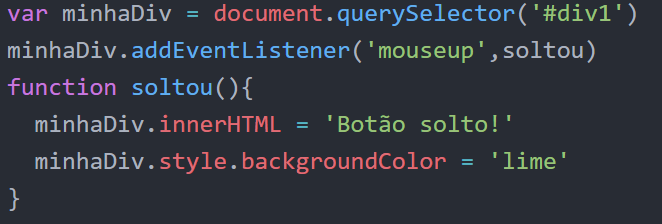 var minhaDiv = document.querySelector('#div1')
minhaDiv.addEventListener('mouseup',soltou)
function soltou(){
  minhaDiv.innerHTML = 'Botão solto!'
  minhaDiv.style.backgroundColor = 'lime'
}